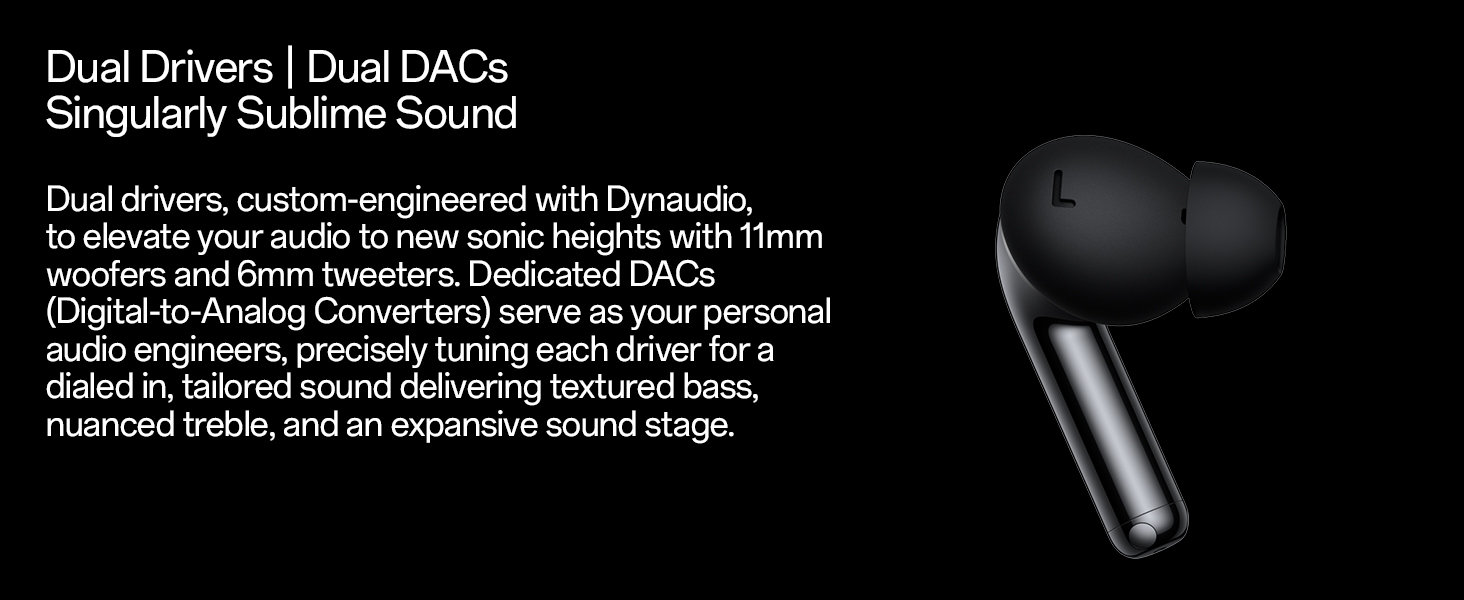 Dual Drivers | Dual DACs
Singularly Sublime Sound
Dual drivers, custom-engineered with Dynaudio,
to elevate your audio to new sonic heights with 11mm
woofers and 6mm tweeters. Dedicated DACs
(Digital-to-Analog Converters) serve as your personal
audio engineers, precisely tuning each driver for a
dialed in, tailored sound delivering textured bass,
nuanced treble, and an expansive sound stage.
L